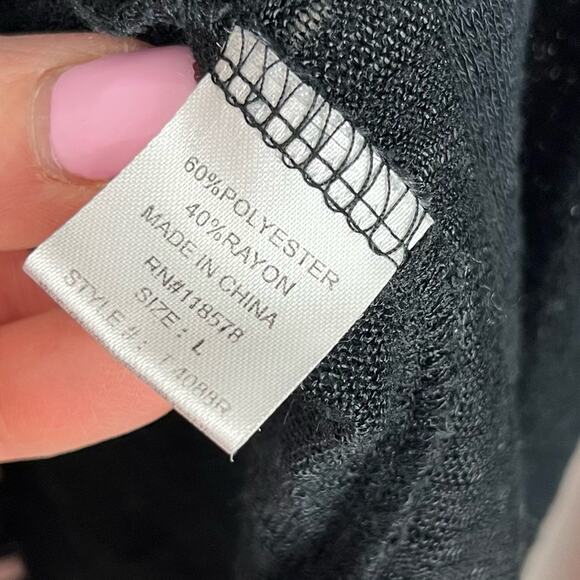 60%POLYESTER
40%RAYON
MADE IN CHINA
RN#118578
SIZE : L
STYLE# :